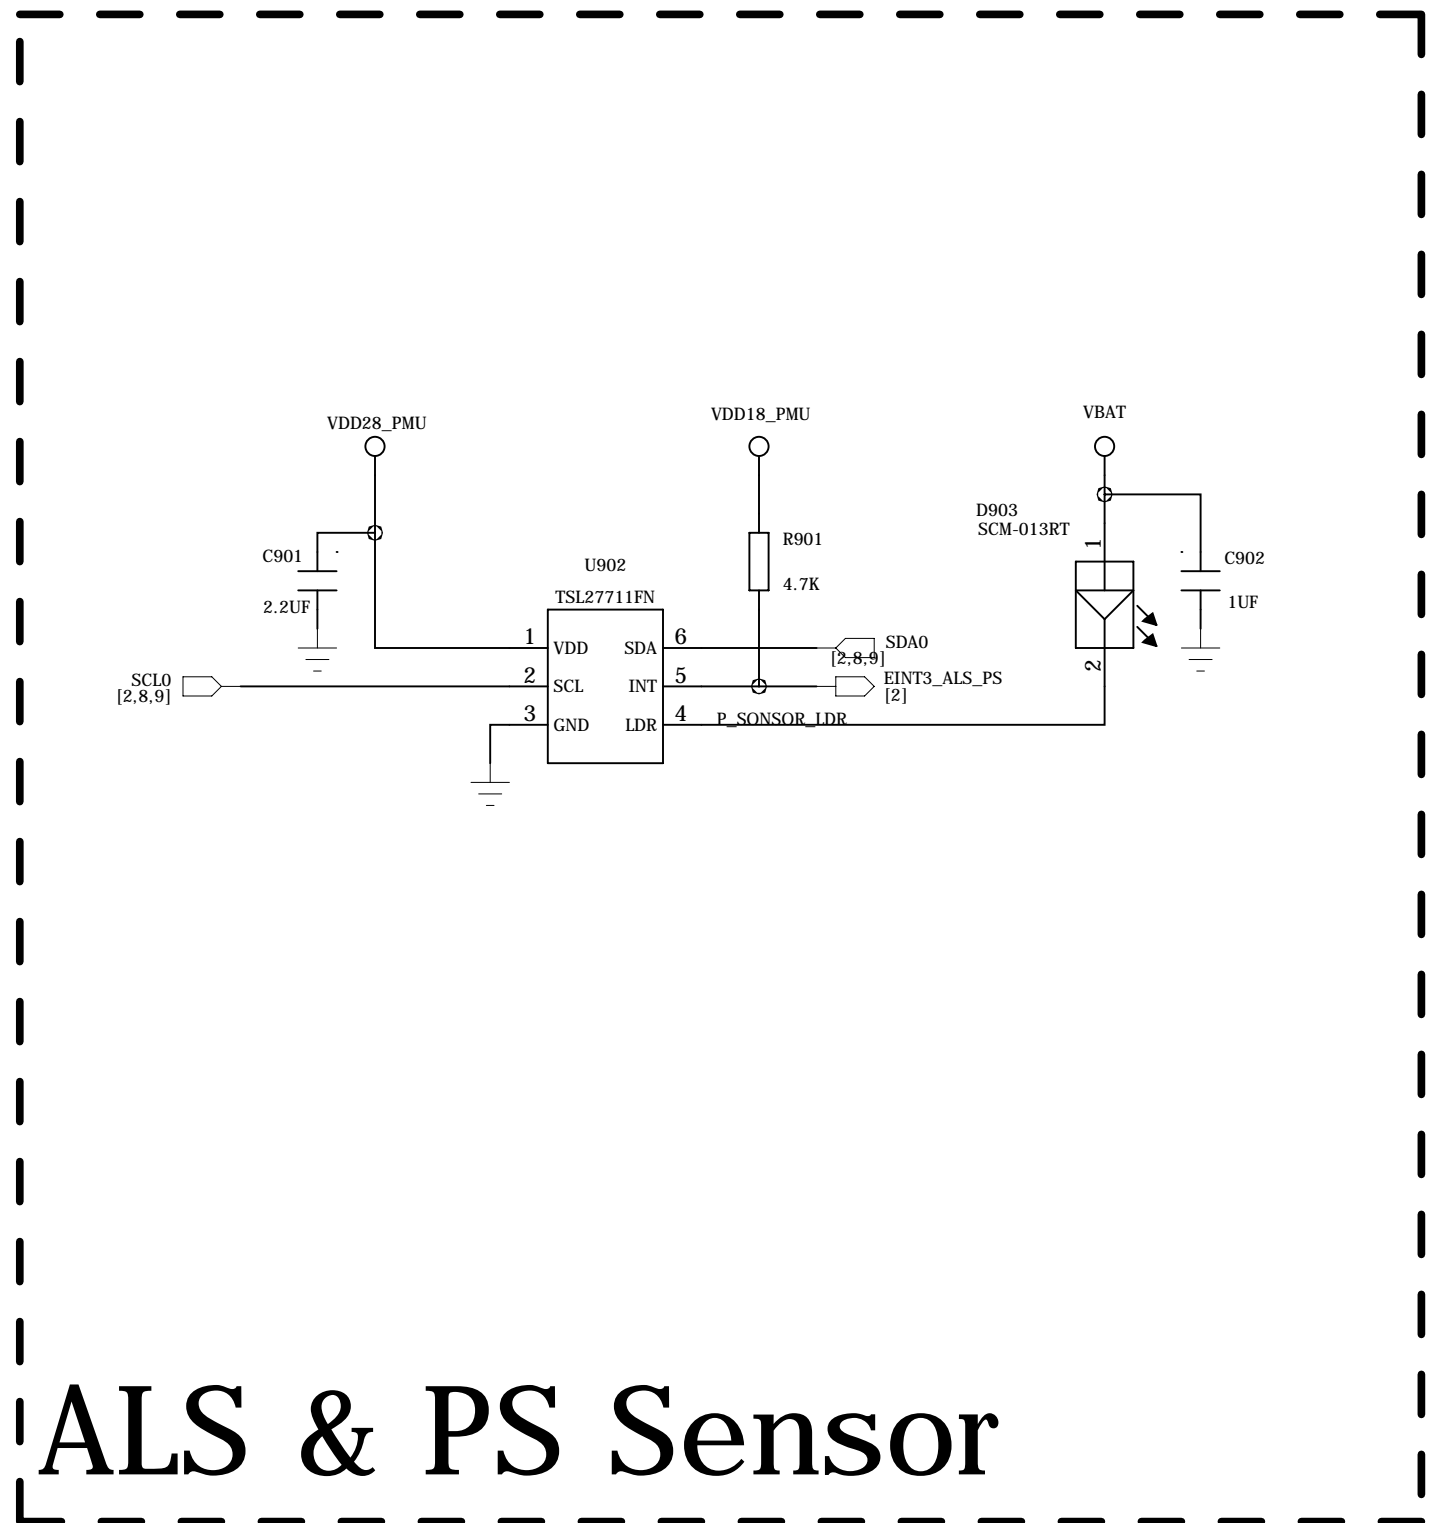 VDD28_PMU
VDD18_PMU
VBAT
D903
SCM-013RT
1
2
C901
2.2UF
R901
4.7K
C902
1UF
U902
TSL27711FN
1 VDD
2 SCL
3 GND
SDA 6
INT 5
LDR 4
SCL0
[2,8,9]
SDA0
[2,8,9]
EINT3_ALS_PS
[2]
P_SONSOR_LDR
ALS & PS Sensor